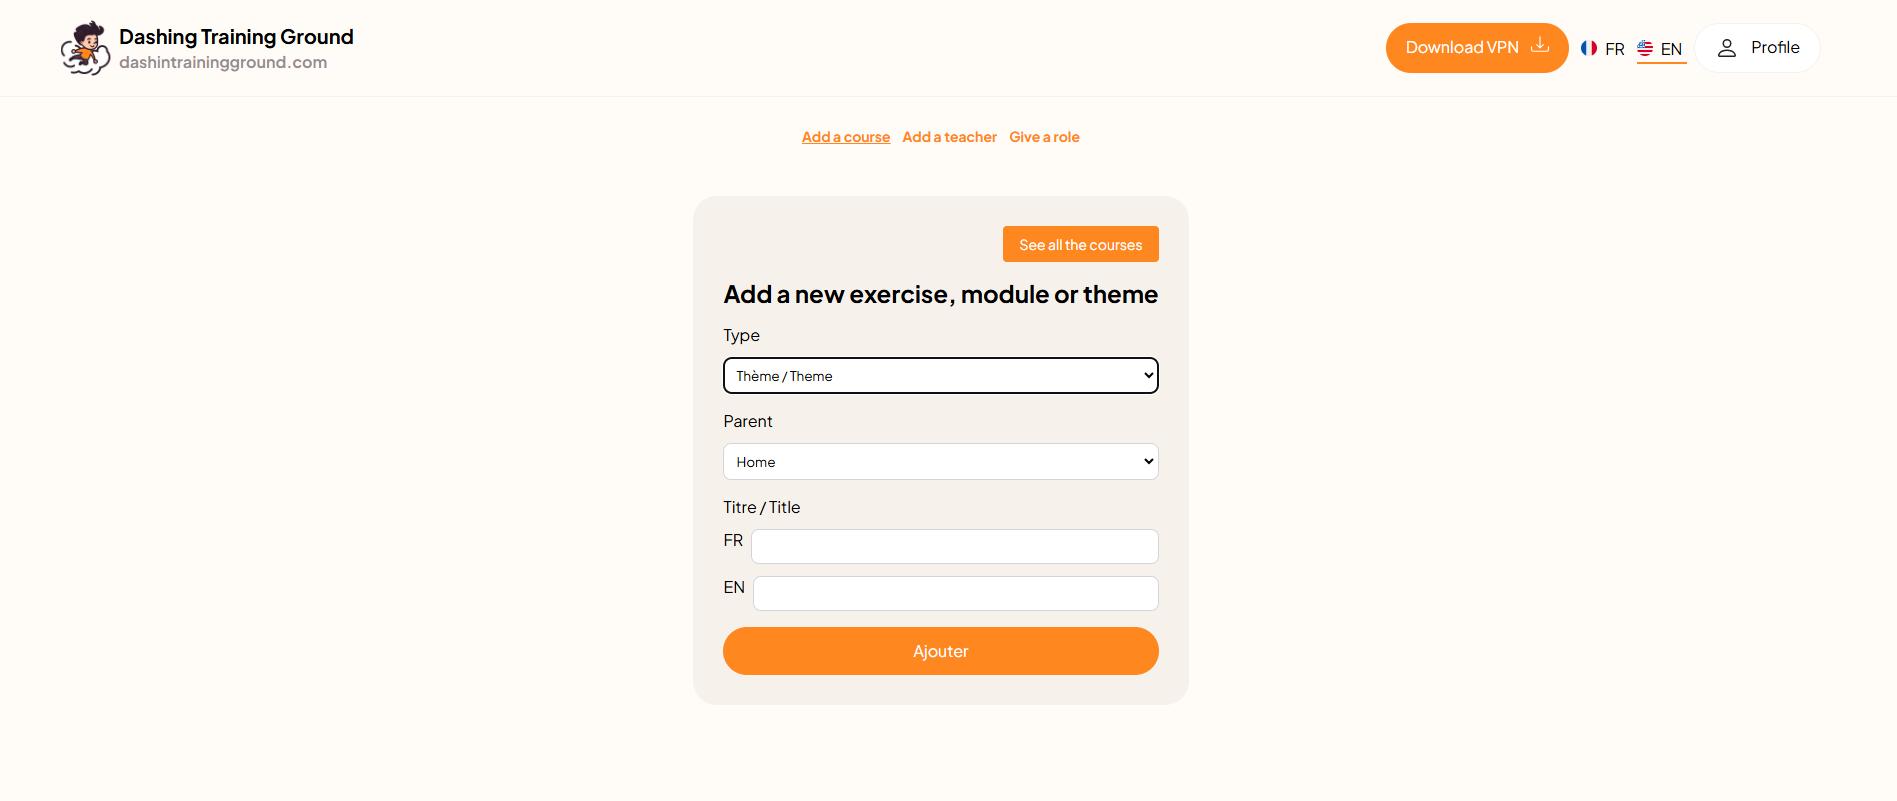 Dashing Training Ground
dashintrainingground.com
Download VPN
FR
EN
Profile
Add a course Add a teacher Give a role
See all the courses
Add a new exercise, module or theme
Type
Thème / Theme
Parent
Home
Titre / Title
FR
EN
Ajouter